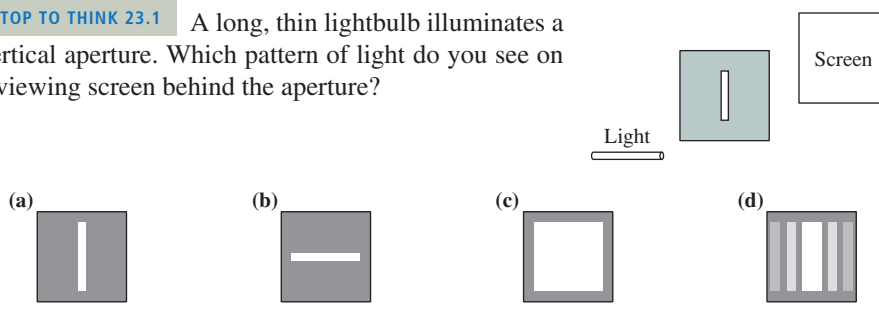 TOP TO THINK 23.1 A long, thin lightbulb illuminates a
ertical aperture. Which pattern of light do you see on
viewing screen behind the aperture?
Screen
Light
(a) (b) (c) (d)